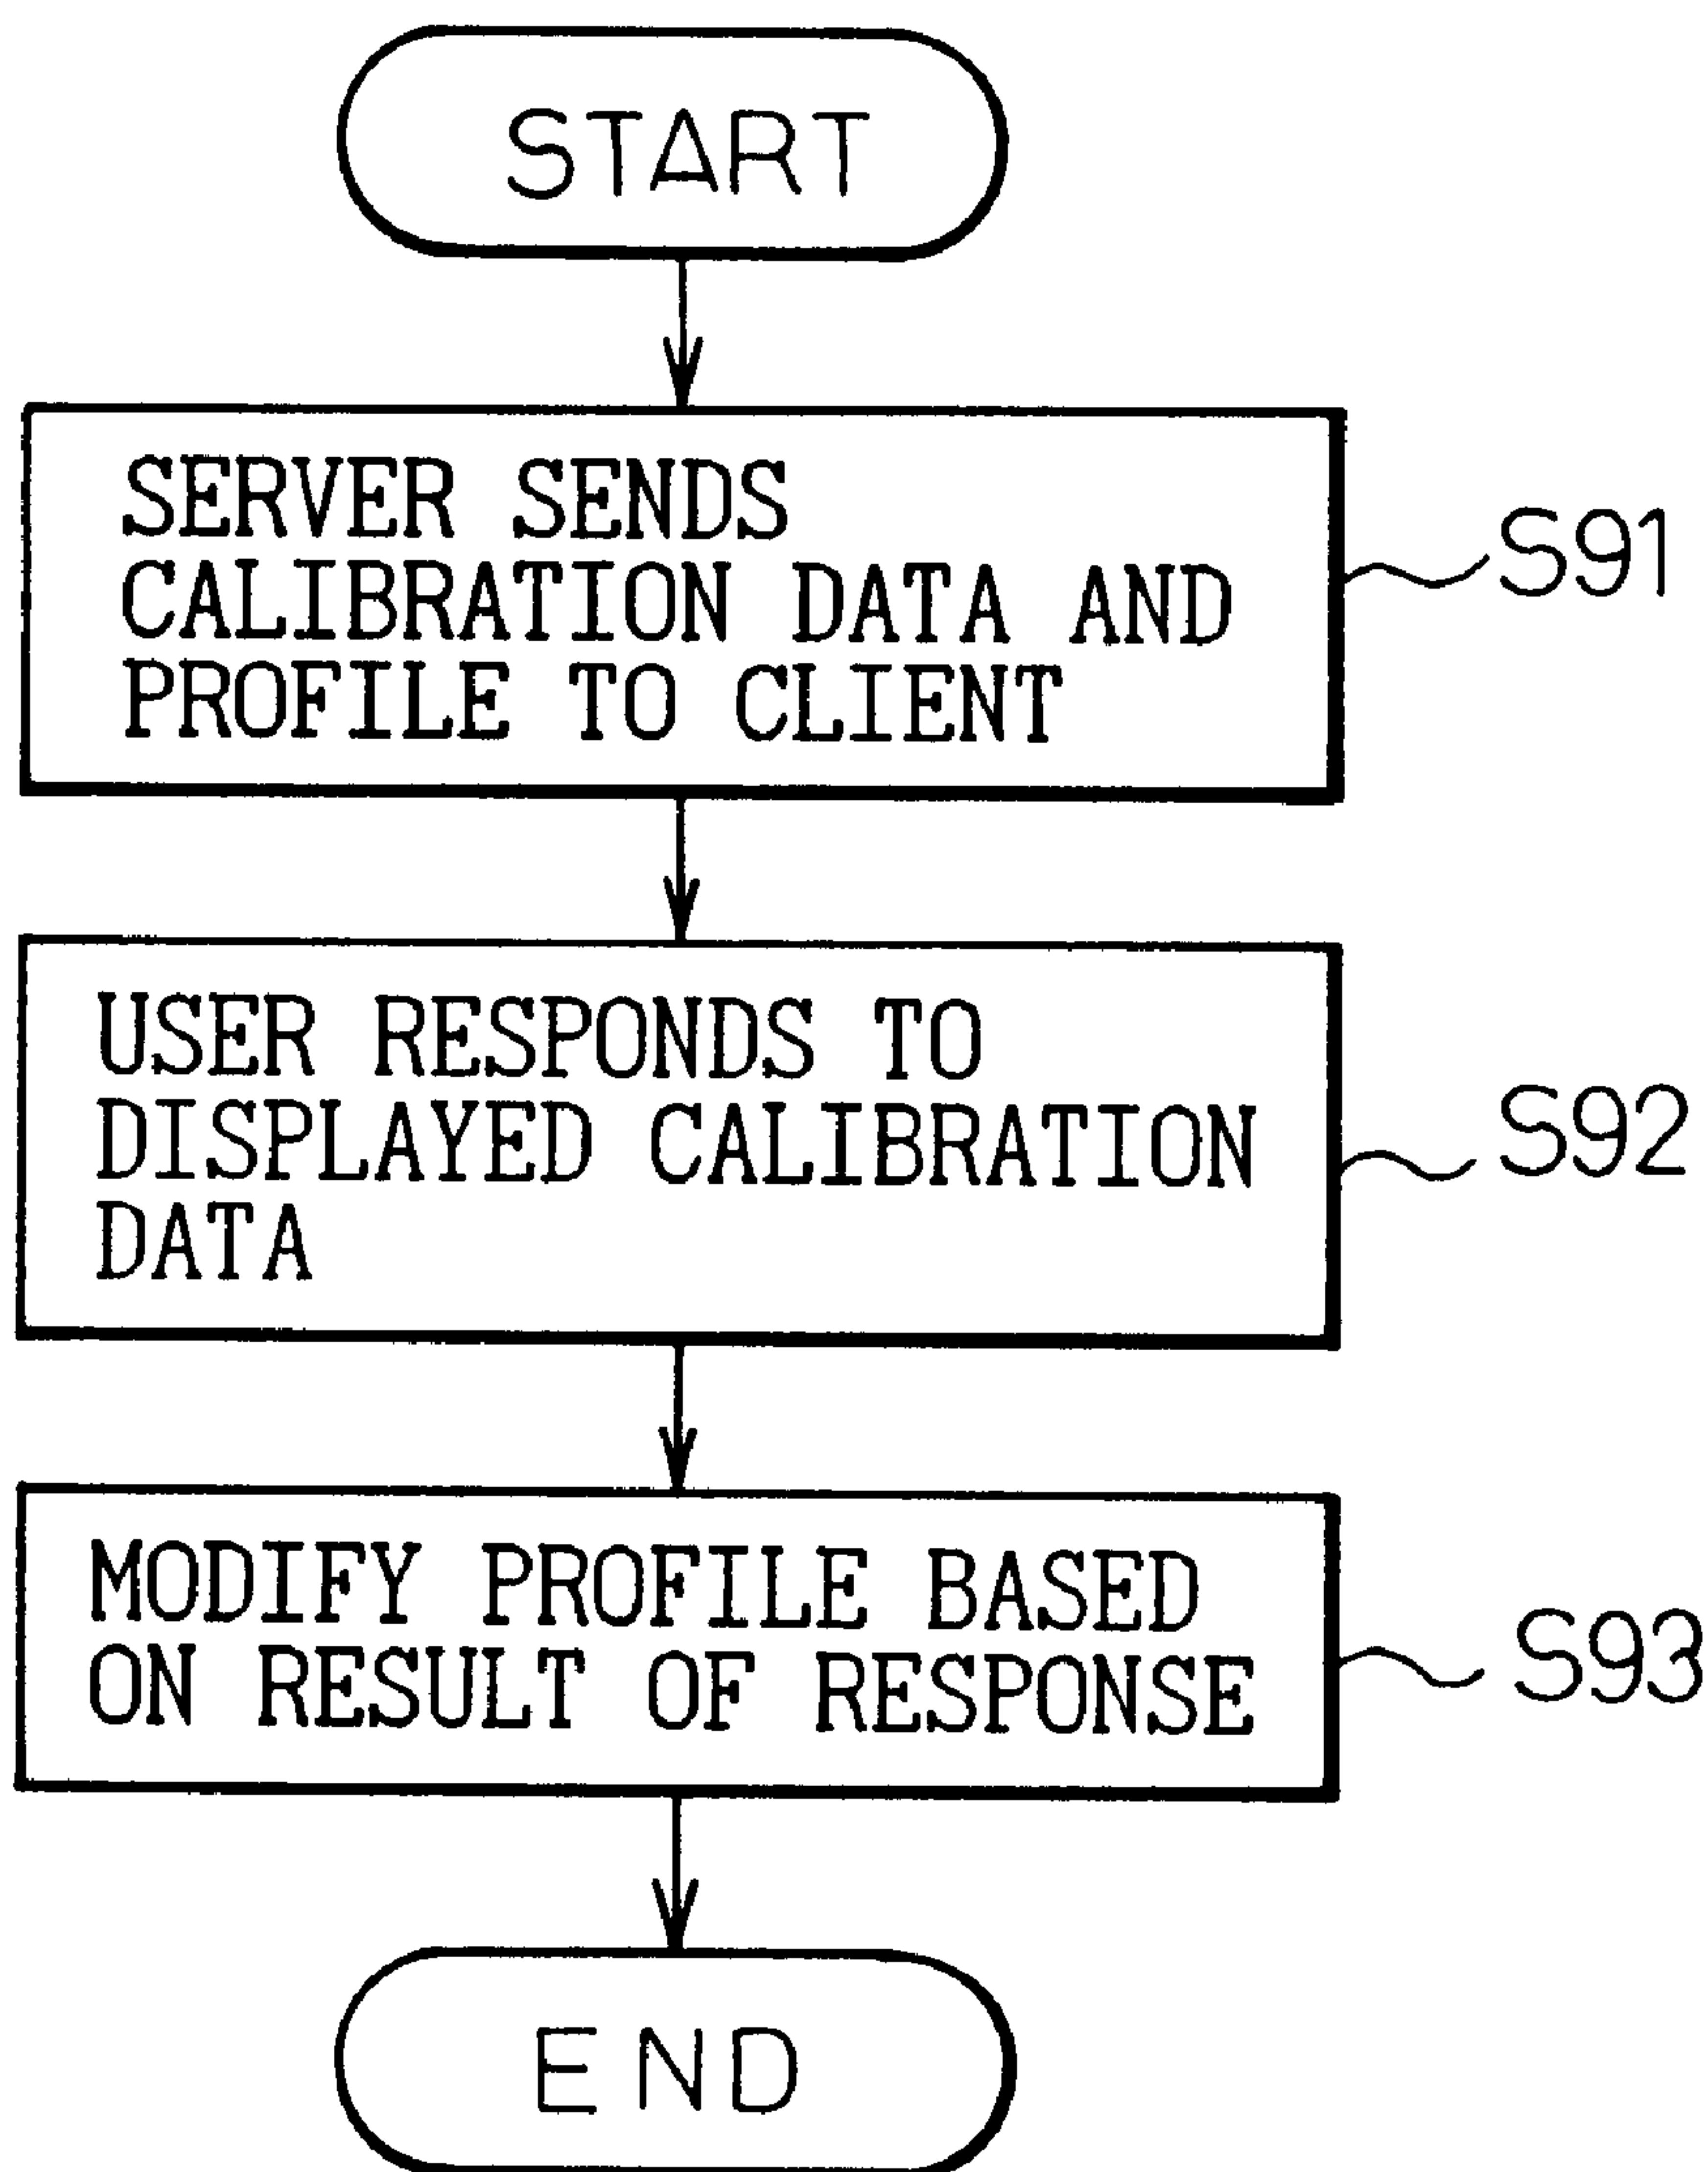 START
SERVER SENDS
CALIBRATION DATA AND
PROFILE TO CLIENT
S91
USER RESPONDS TO
DISPLAYED CALIBRATION
DATA
S92
MODIFY PROFILE BASED
ON RESULT OF RESPONSE
S93
END